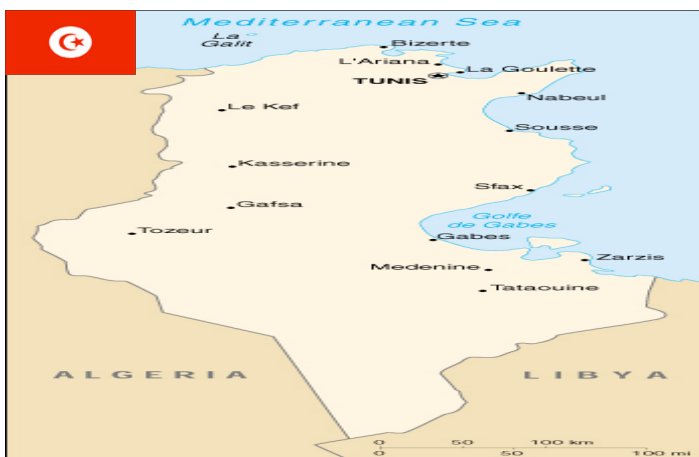 Mediterranean Sea
La
Galit
Bizerte
L'Ariana
La Goulette
TUNIS
Nabeul
Le Kef
Sousse
Kasserine
Sfax
Gafsa
Golfe
de Gabes
Tozeur
Gabes
Zarzis
Medenine
Tataouine
ALGERIA
LIBYA
0 50 100 km
0 50 100 mi